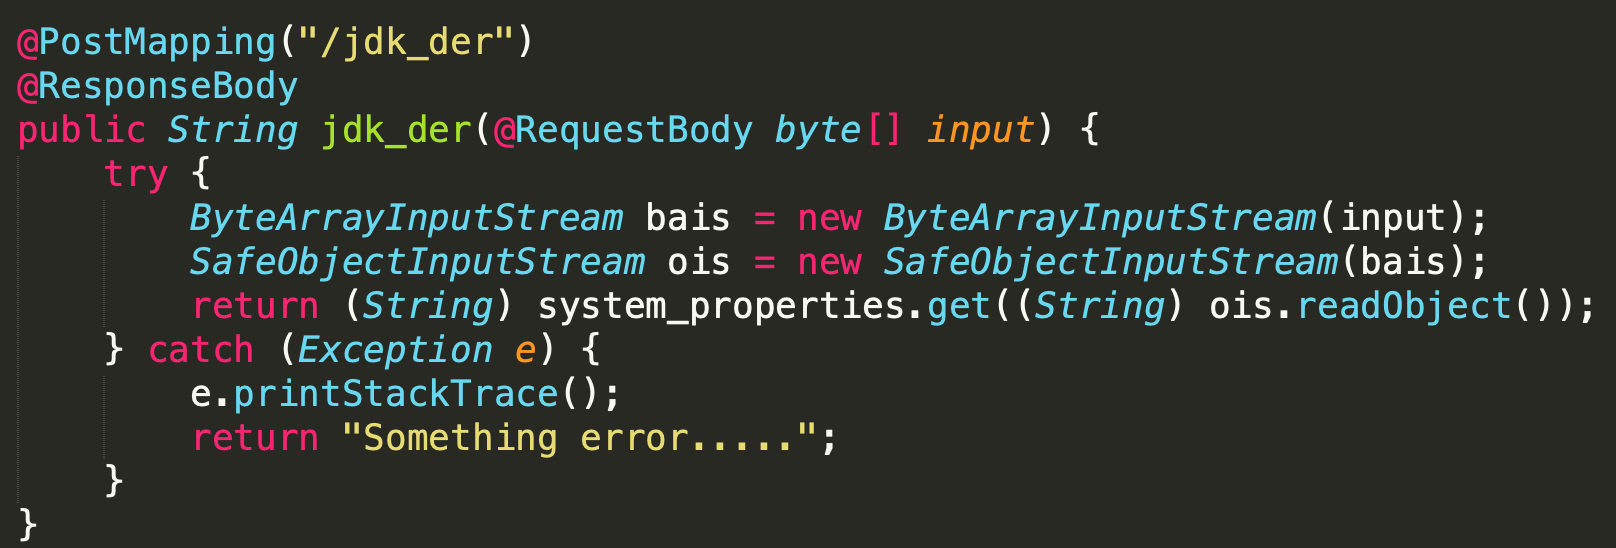 @PostMapping("/jdk_der")
@ResponseBody
public String jdk_der(@RequestBody byte[] input) {
    try {
        ByteArrayInputStream bais = new ByteArrayInputStream(input);
        SafeObjectInputStream ois = new SafeObjectInputStream(bais);
        return (String) system_properties.get((String) ois.readObject());
    } catch (Exception e) {
        e.printStackTrace();
        return "Something error.....";
    }
}